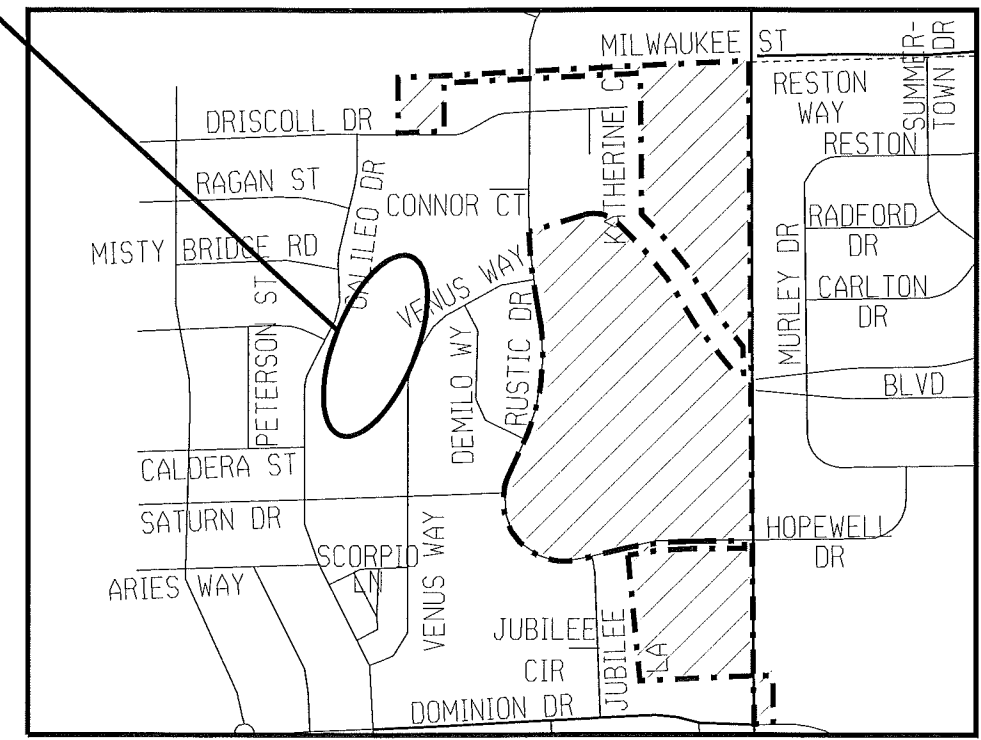 MILWAUKEE ST
SUMMER-
TOWN DR
RESTON
WAY
DRISCOLL DR
KATHERINE C
RESTON
RAGAN ST
GALILEO DR
CONNOR CT
RADFORD
DR
MISTY BRIDGE RD
VENUS WAY
MURLEY DR
CARLTON
DR
PETERSON ST
DEMILO WY
RUSTIC DR
BLVD
CALDERA ST
SATURN DR
HOPEWELL
DR
SCORPIO
LN
VENUS WAY
ARIES WAY
JUBILEE
CIR
JUBILEE
LA
DOMINION DR